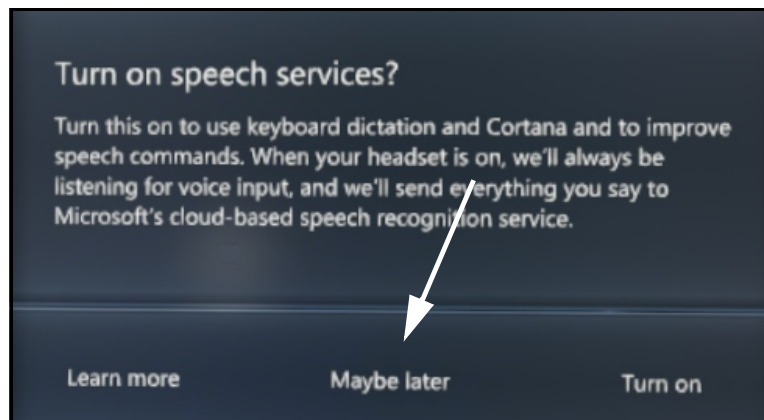 Turn on speech services?
Turn this on to use keyboard dictation and Cortana and to improve
speech commands. When your headset is on, we'll always be
listening for voice input, and we'll send everything you say to
Microsoft's cloud-based speech recognition service.
Learn more
Maybe later
Turn on